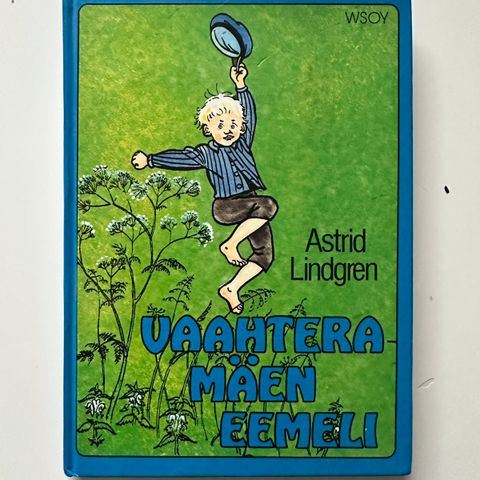 WSOY
Astrid
Lindgren
VAAHTERA-
MÄEN
EEMELI